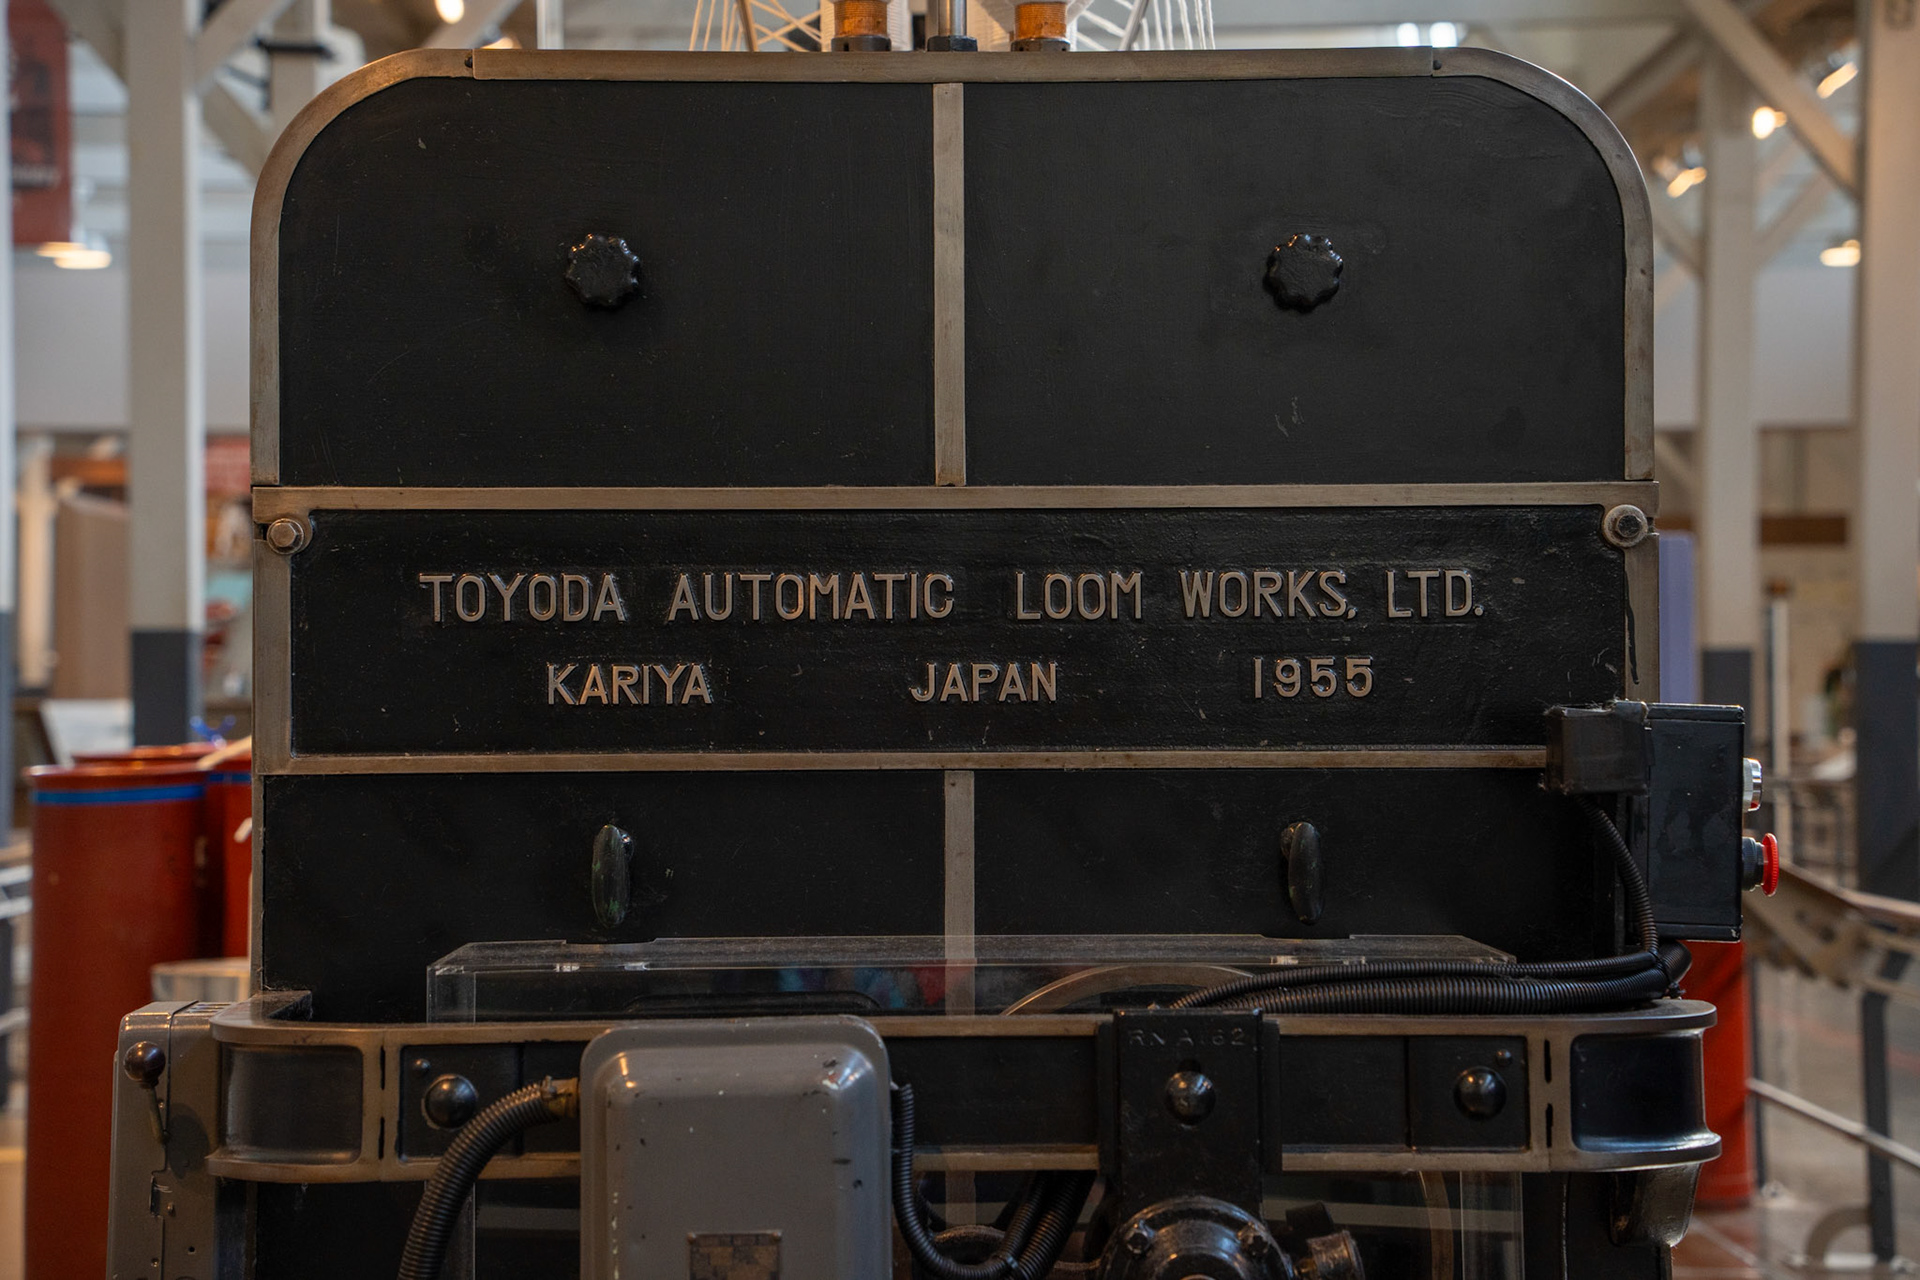 TOYODA AUTOMATIC LOOM WORKS, LTD.
KARIYA JAPAN 1955